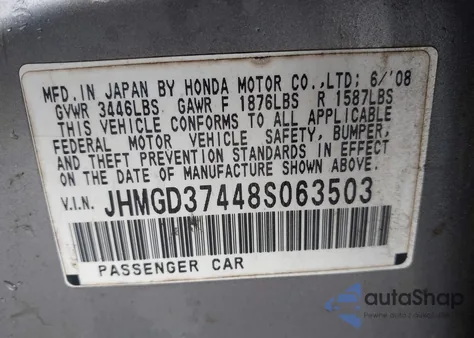 MFD. IN JAPAN BY HONDA MOTOR CO.,LTD: 6/'08
GVWR 3446LBS GAWR F 1876LBS R 1587LBS
THIS VEHICLE CONFORMS TO ALL APPLICABLE
FEDERAL MOTOR VEHICLE SAFETY, BUMPER,
AND THEFT PREVENTION STANDARDS IN EFFECT
ON THE DATE OF MANUFACTURE SHOWN ABOVE.
V.I.N. JHMGD37448S063503
PASSENGER CAR
autaShap